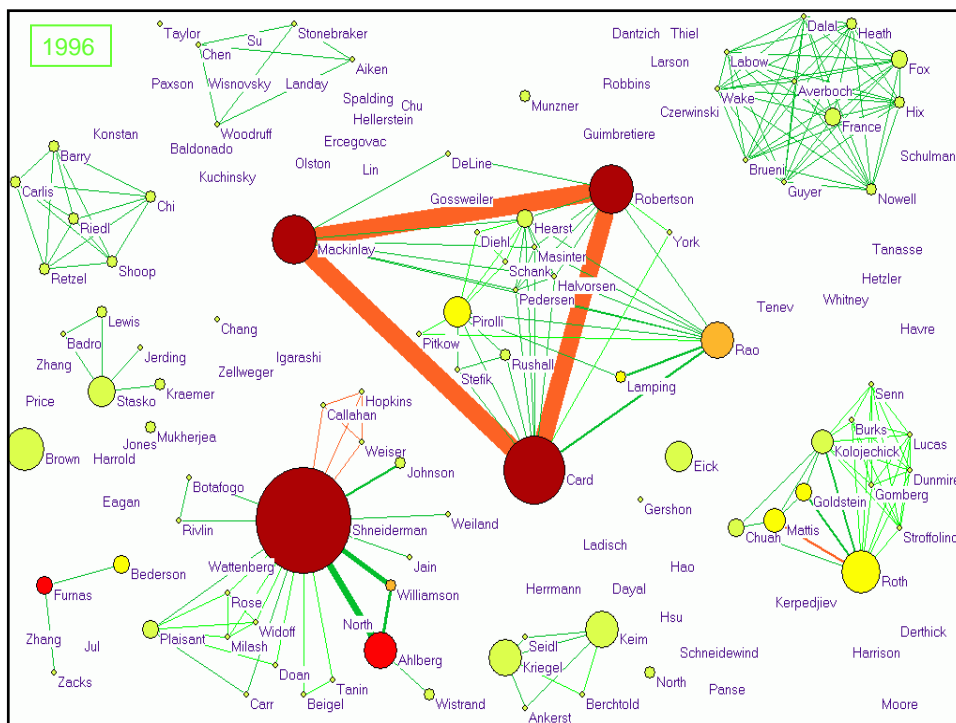 1996
Taylor
Su
Stonebraker
Chen
Aiken
Paxson
Wisnovsky
Landay
Spalding
Chu
Hellerstein
Woodruff
Ercegovac
Konstan
Baldonado
Kuchinsky
Olston
Lin
DeLine
Munzner
Dantzich
Thiel
Larson
Robbins
Czerwinski
Guimbretiere
Dalal
Heath
Labow
Fox
Wake
Averboch
Hix
France
Schulman
Brueni
Guyer
Nowell
Barry
Carlis
Chi
Riedl
Retzel
Shoop
Gossweiler
Robertson
Mackinlay
Hearst
Diehl
Masinter
York
Schank
Halvorsen
Pedersen
Pirolli
Pitkow
Rao
Rushall
Stefik
Lamping
Card
Tanasse
Hetzler
Whitney
Tenev
Havre
Lewis
Badro
Zhang
Jerding
Stasko
Kraemer
Price
Chang
Igarashi
Zellweger
Mukherjea
Jones
Harrold
Brown
Hopkins
Callahan
Weiser
Johnson
Botafogo
Eagan
Rivlin
Shneiderman
Weiland
Wattenberg
Jain
Williamson
Bederson
Furnas
Rose
Widoff
North
Plaisant
Milash
Ahlberg
Zhang
Jul
Doan
Tanin
Zacks
Carr
Beigel
Wistrand
Eick
Gershon
Ladisch
Hao
Herrmann
Dayal
Hsu
Seidl
Keim
Kriegel
Schneidewind
North
Panse
Berchtold
Ankerst
Senn
Burks
Lucas
Kolojechick
Dunmire
Goldstein
Gomberg
Mattis
Chuah
Stroffolino
Roth
Kerpedjiev
Derthick
Harrison
Moore